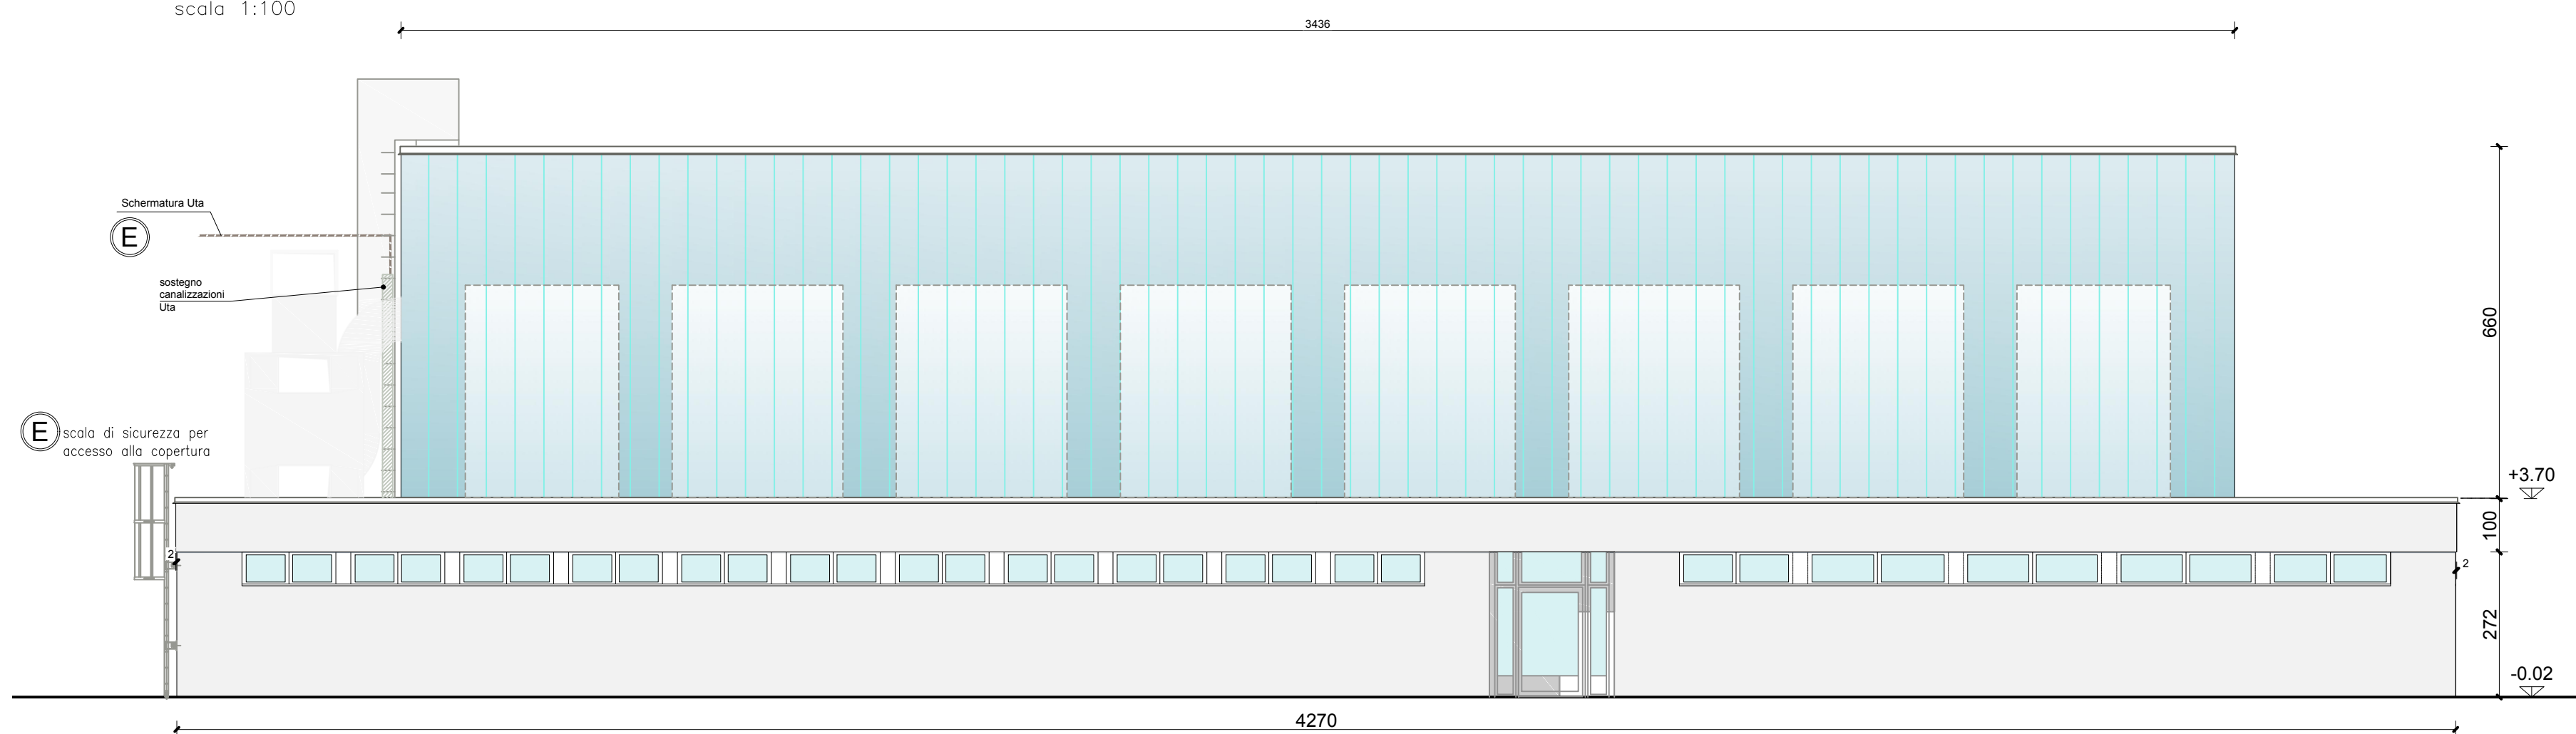 scala 1:100
3436
Schermatura Uta
E
sostegno
canalizzazioni
Uta
660
E
scala di sicurezza per
accesso alla copertura
+3.70
100
2
2
272
-0.02
4270